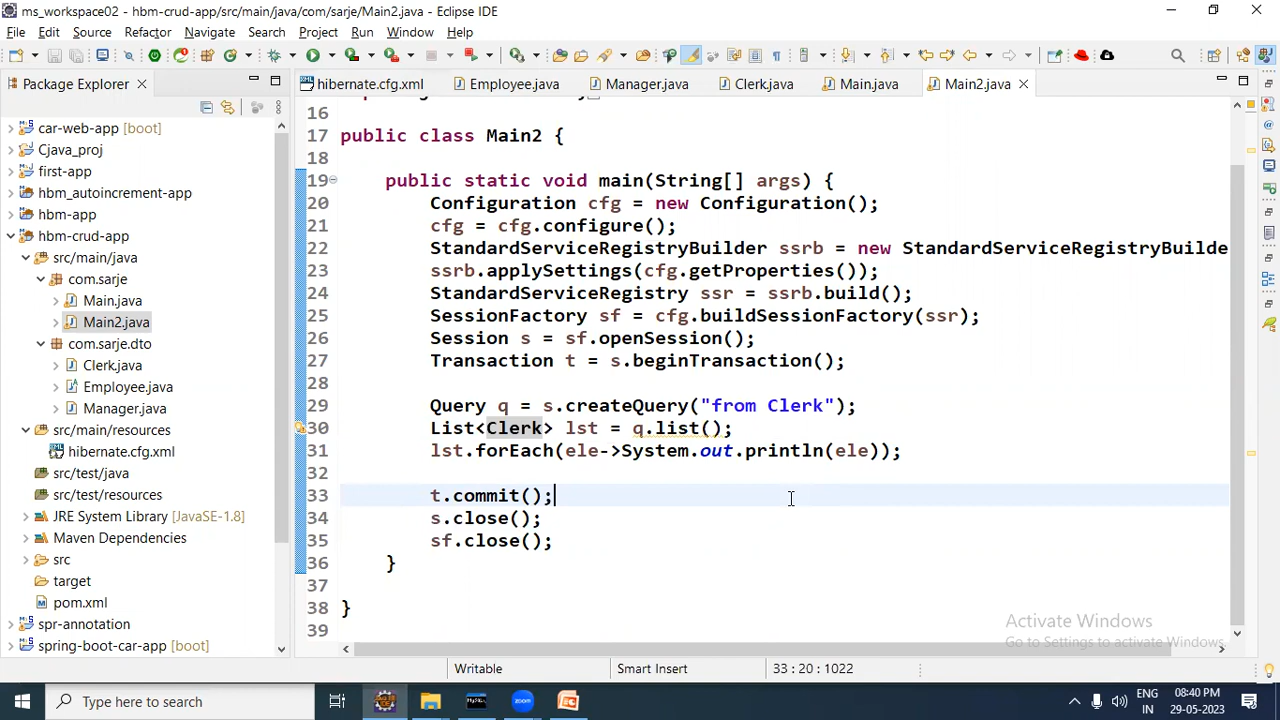 ms_workspace02 - hbm-crud-app/src/main/java/com/sarje/Main2.java - Eclipse IDE
File Edit Source Refactor Navigate Search Project Run Window Help
Package Explorer
hibernate.cfg.xml Employee.java Manager.java Clerk.java Main.java Main2.java
car-web-app [boot]
Cjava_proj
first-app
hbm_autoincrement-app
hbm-app
hbm-crud-app
src/main/java
com.sarje
Main.java
Main2.java
com.sarje.dto
Clerk.java
Employee.java
Manager.java
src/main/resources
hibernate.cfg.xml
src/test/java
src/test/resources
JRE System Library [JavaSE-1.8]
Maven Dependencies
src
target
pom.xml
spr-annotation
spring-boot-car-app [boot]
16
17 public class Main2 {
18
19 public static void main(String[] args) {
20 Configuration cfg = new Configuration();
21 cfg = cfg.configure();
22 StandardServiceRegistryBuilder ssrb = new StandardServiceRegistryBuilde
23 ssrb.applySettings(cfg.getProperties());
24 StandardServiceRegistry ssr = ssrb.build();
25 SessionFactory sf = cfg.buildSessionFactory(ssr);
26 Session s = sf.openSession();
27 Transaction t = s.beginTransaction();
28
29 Query q = s.createQuery("from Clerk");
30 List<Clerk> lst = q.list();
31 lst.forEach(ele->System.out.println(ele));
32
33 t.commit();
34 s.close();
35 sf.close();
36 }
37
38 }
39
Activate Windows
Go to Settings to activate Windows.
Writable Smart Insert 33 : 20 : 1022
Type here to search
ENG
IN
08:40 PM
29-05-2023